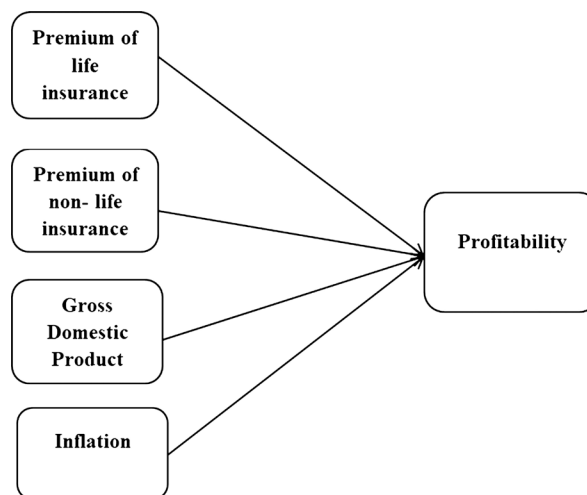 Premium of
life
insurance
Premium of
non- life
insurance
Profitability
Gross
Domestic
Product
Inflation